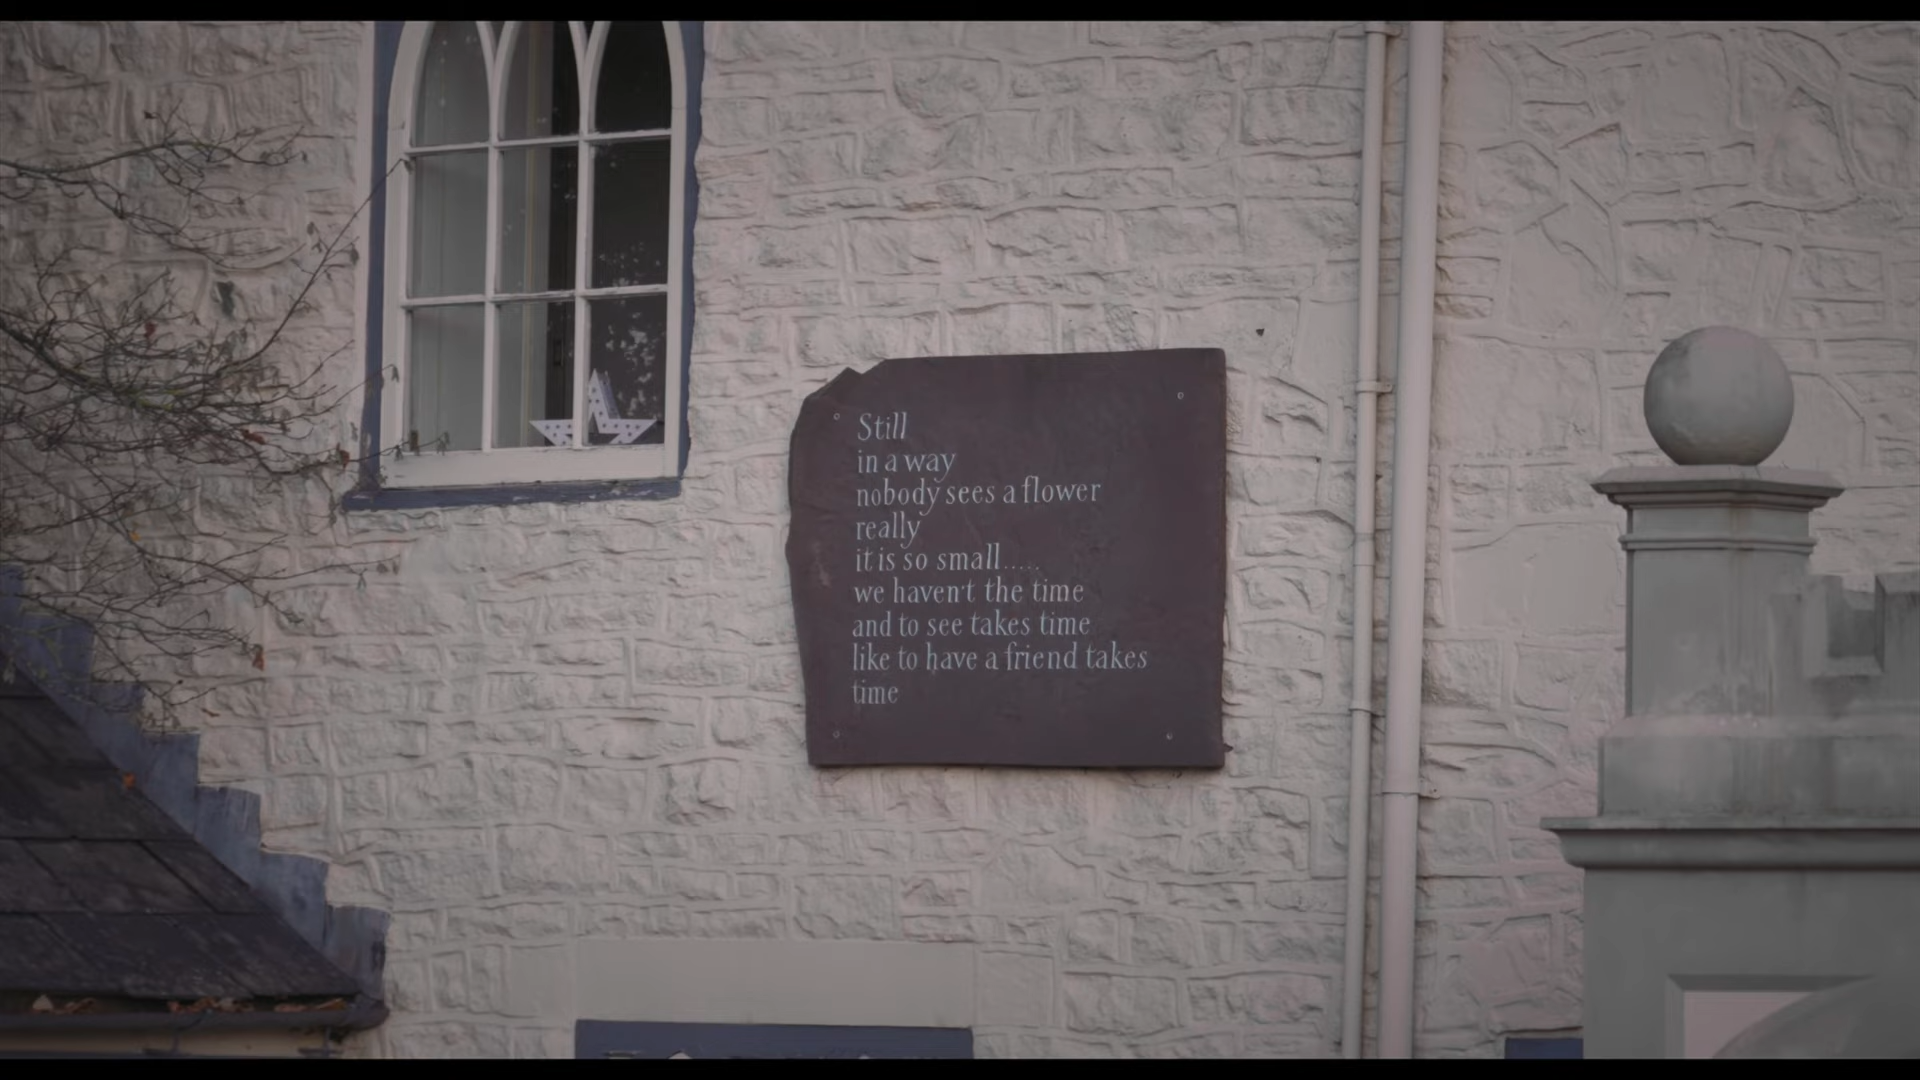 Still
in a way
nobody sees a flower
really
it is so small.....
we haven't the time
and to see takes time
like to have a friend takes
time